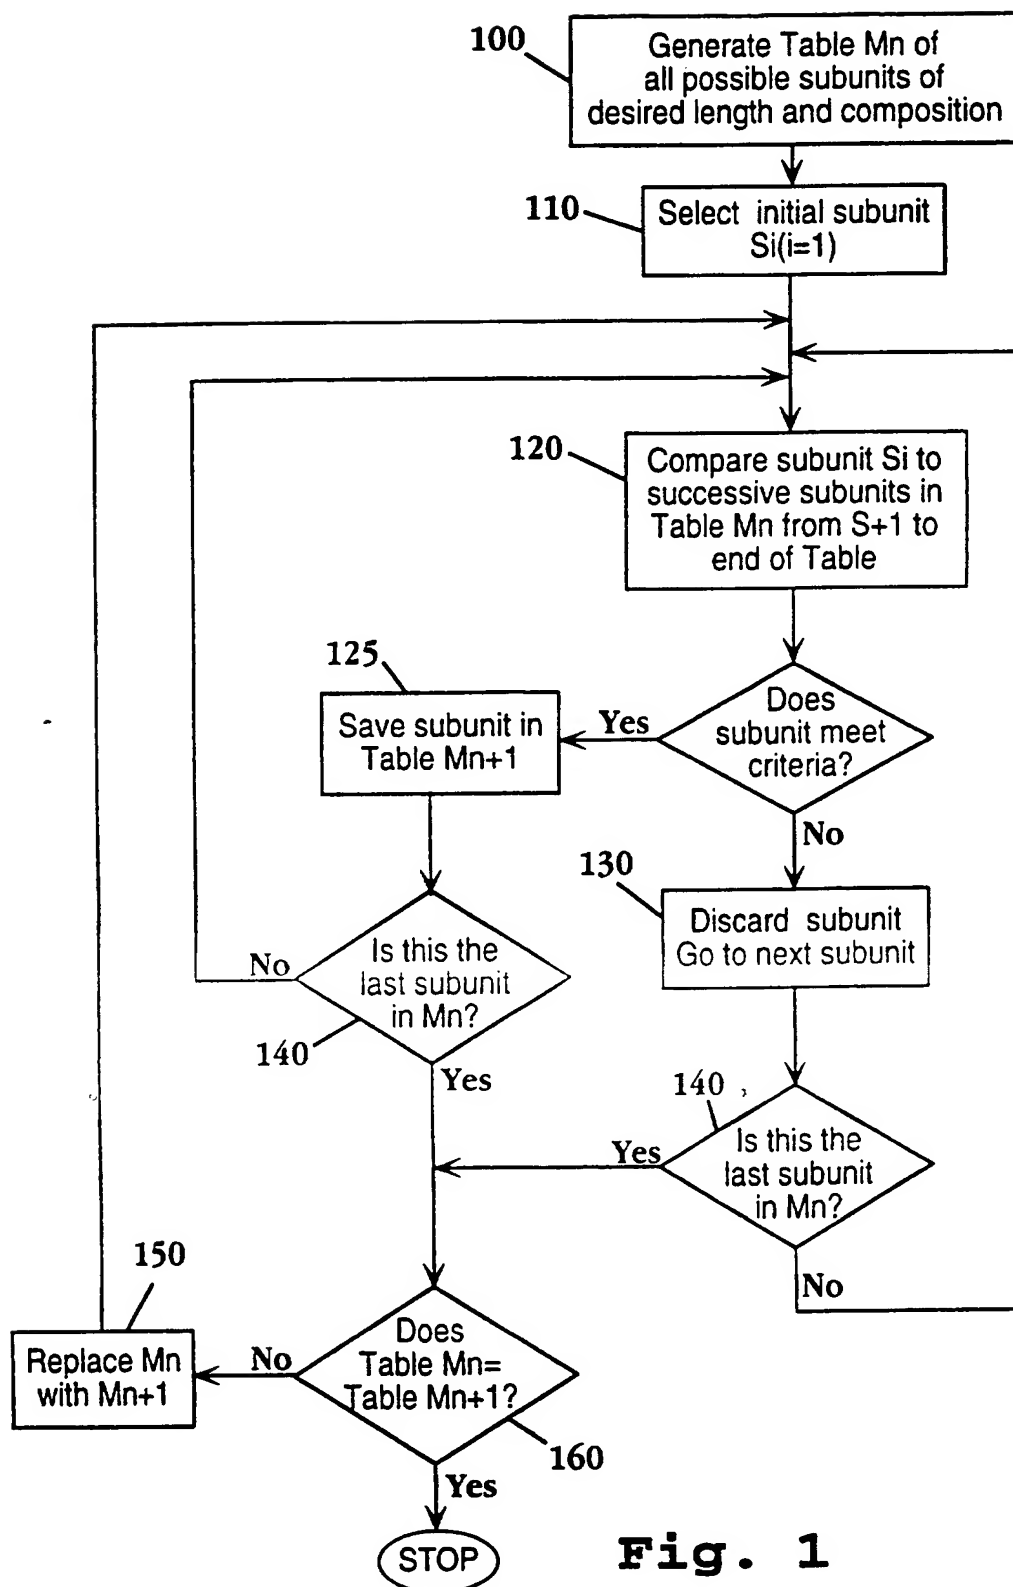 100
Generate Table Mn of
all possible subunits of
desired length and composition
110
Select initial subunit
Si(i=1)
120
Compare subunit Si to
successive subunits in
Table Mn from S+1 to
end of Table
125
Save subunit in
Table Mn+1
Yes
Does
subunit meet
criteria?
No
130
Discard subunit
Go to next subunit
No
Is this the
last subunit
in Mn?
140
Yes
140
Yes
Is this the
last subunit
in Mn?
No
150
Replace Mn
with Mn+1
No
Does
Table Mn=
Table Mn+1?
160
Yes
STOP
Fig. 1